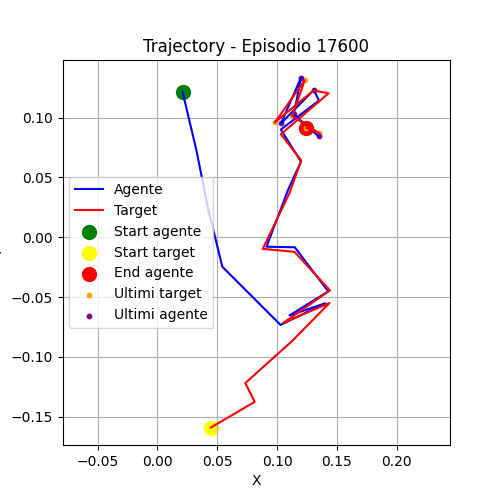 Trajectory - Episodio 17600
0.10
0.05
0.00
−0.05
−0.10
−0.15
Agente
Target
Start agente
Start target
End agente
Ultimi target
Ultimi agente
−0.05
0.00
0.05
0.10
0.15
0.20
X